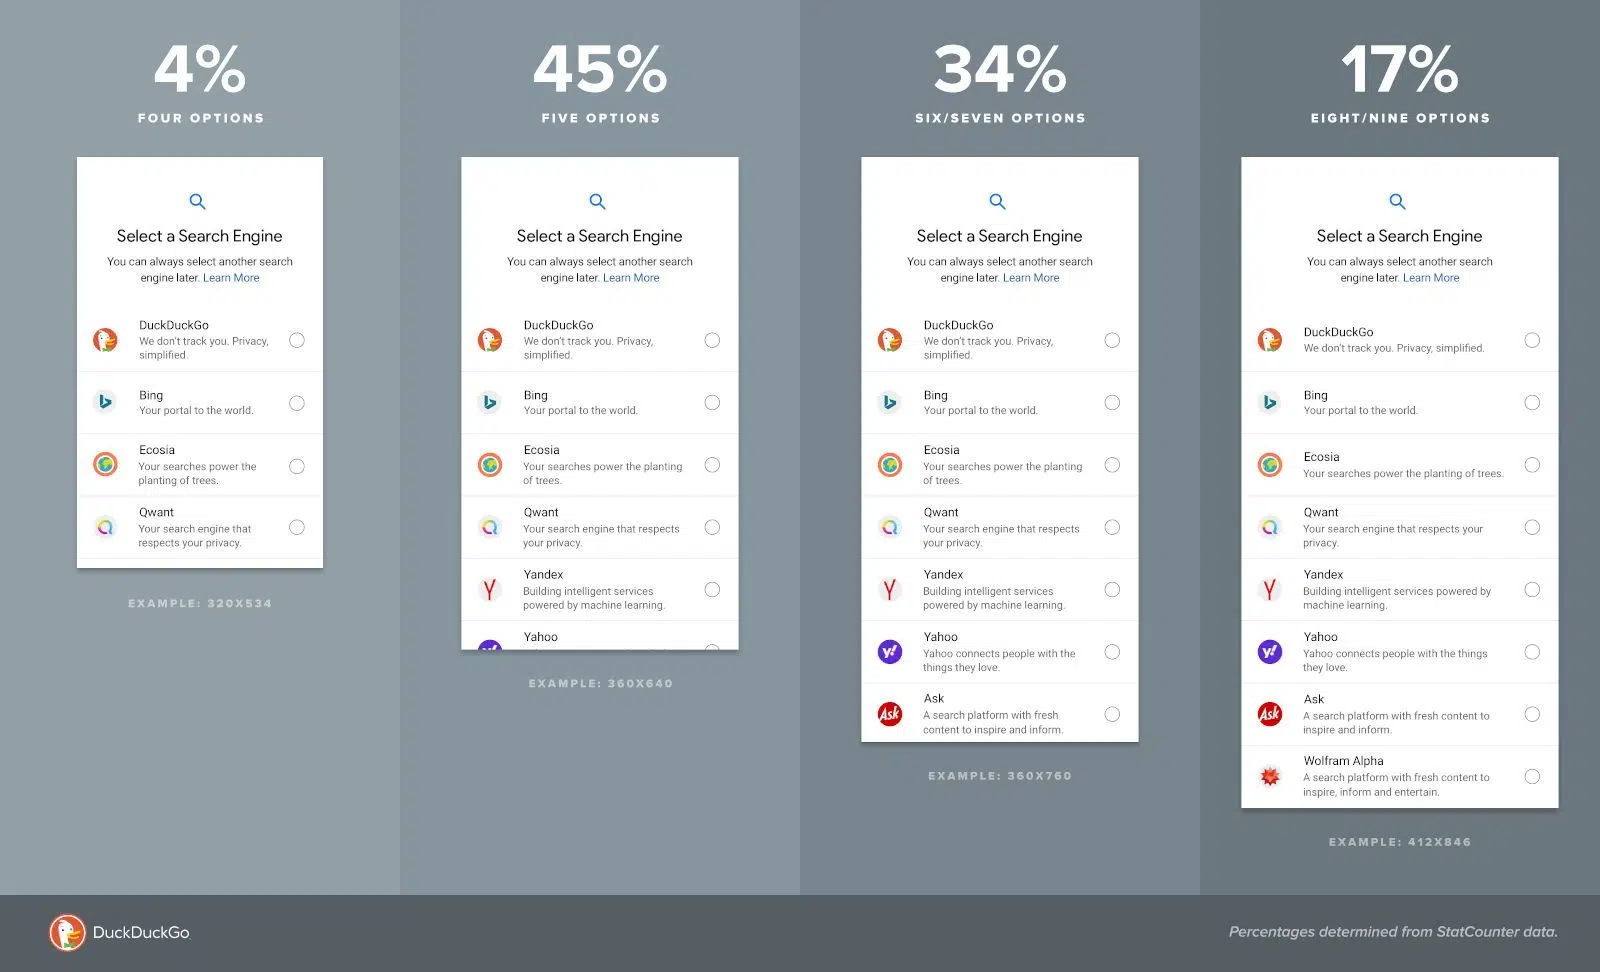 4%
FOUR OPTIONS
Select a Search Engine
You can always select another search
engine later. Learn More
DuckDuckGo
We don't track you. Privacy,
simplified.
Bing
Your portal to the world.
Ecosia
Your searches power the
planting of trees.
Qwant
Your search engine that
respects your privacy.
EXAMPLE: 320X534
45%
FIVE OPTIONS
Select a Search Engine
You can always select another search
engine later. Learn More
DuckDuckGo
We don't track you. Privacy,
simplified.
Bing
Your portal to the world.
Ecosia
Your searches power the planting
of trees.
Qwant
Your search engine that respects
your privacy.
Yandex
Building intelligent services
powered by machine learning.
Yahoo
y!
EXAMPLE: 360X640
34%
SIX/SEVEN OPTIONS
Select a Search Engine
You can always select another search
engine later. Learn More
DuckDuckGo
We don't track you. Privacy,
simplified.
Bing
Your portal to the world.
Ecosia
Your searches power the planting
of trees.
Qwant
Your search engine that respects
your privacy.
Yandex
Building intelligent services
powered by machine learning.
Yahoo
y!
Yahoo connects people with the
things they love.
Ask
Ask
A search platform with fresh
content to inspire and inform.
EXAMPLE: 360X760
17%
EIGHT/NINE OPTIONS
Select a Search Engine
You can always select another search
engine later. Learn More
DuckDuckGo
We don't track you. Privacy, simplified.
Bing
Your portal to the world.
Ecosia
Your searches power the planting of trees.
Qwant
Your search engine that respects your
privacy.
Yandex
Building intelligent services powered by
machine learning.
Yahoo
y!
Yahoo connects people with the things
they love.
Ask
Ask
A search platform with fresh content to
inspire and inform.
Wolfram Alpha
A search platform with fresh content to
inspire, inform and entertain.
EXAMPLE: 412X846
DuckDuckGo
Percentages determined from StatCounter data.